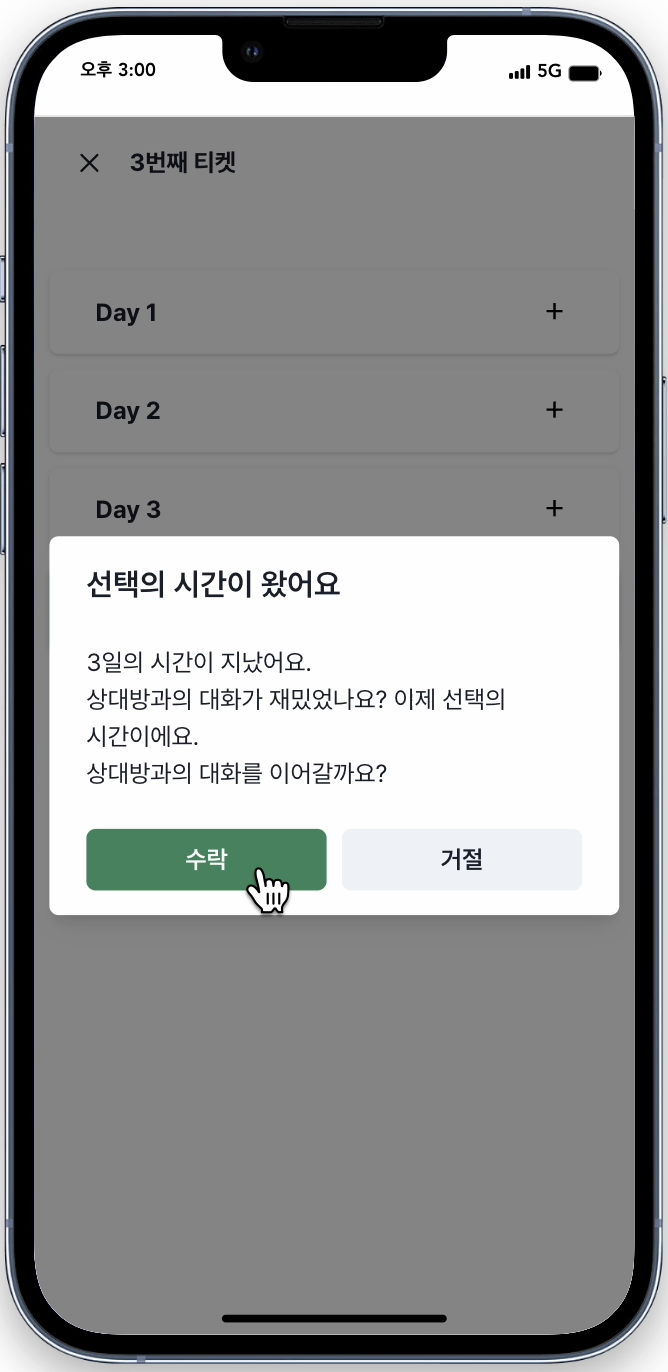 오후 3:00
5G
3번째 티켓
Day 1
Day 2
Day 3
선택의 시간이 왔어요
3일의 시간이 지났어요.
상대방과의 대화가 재밌었나요? 이제 선택의
시간이에요.
상대방과의 대화를 이어갈까요?
수락
거절